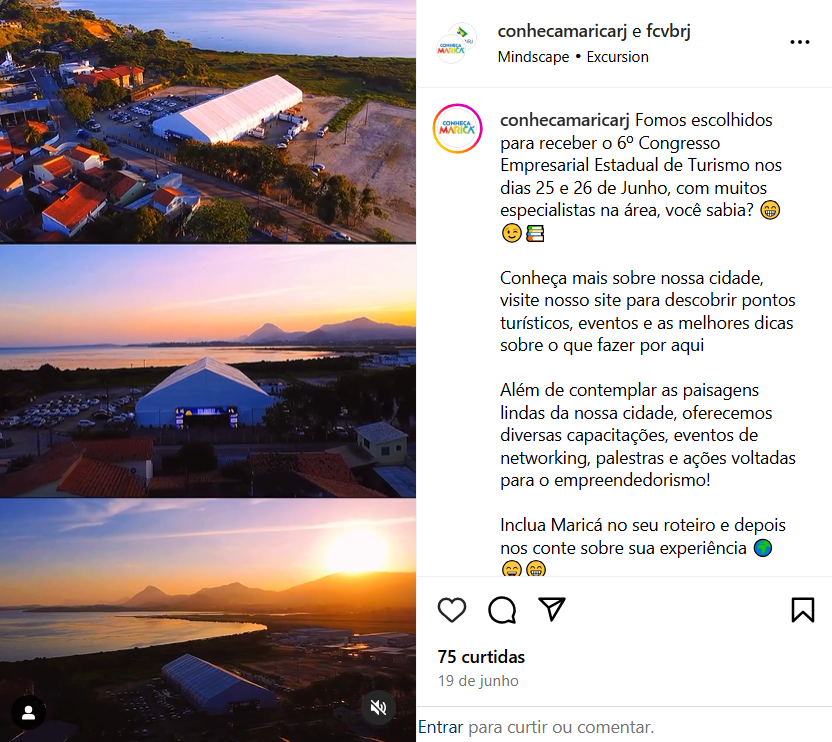 conhecamaricarj e fcvbrj
Mindscape • Excursion
CONHEÇA
MARICÁ
conhecamaricarj Fomos escolhidos
para receber o 6º Congresso
Empresarial Estadual de Turismo nos
dias 25 e 26 de Junho, com muitos
especialistas na área, você sabia? 😁
😉📚
Conheça mais sobre nossa cidade,
visite nosso site para descobrir pontos
turísticos, eventos e as melhores dicas
sobre o que fazer por aqui
Além de contemplar as paisagens
lindas da nossa cidade, oferecemos
diversas capacitações, eventos de
networking, palestras e ações voltadas
para o empreendedorismo!
Inclua Maricá no seu roteiro e depois
nos conte sobre sua experiência 🌍
😄😁
75 curtidas
19 de junho
Entrar para curtir ou comentar.